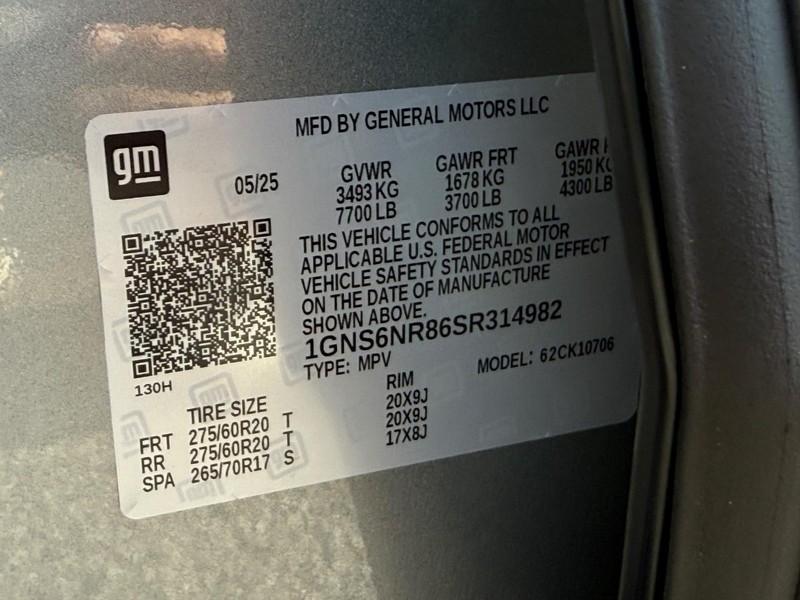 gm
MFD BY GENERAL MOTORS LLC
05/25
GVWR GAWR FRT GAWR
3493 KG 1678 KG 1950 KG
7700 LB 3700 LB 4300 LB
THIS VEHICLE CONFORMS TO ALL
APPLICABLE U.S. FEDERAL MOTOR
VEHICLE SAFETY STANDARDS IN EFFECT
ON THE DATE OF MANUFACTURE
SHOWN ABOVE.
1GNS6NR86SR314982
TYPE: MPV MODEL: 62CK10706
130H
TIRE SIZE RIM
FRT 275/60R20 T 20X9J
RR 275/60R20 T 20X9J
SPA 265/70R17 S 17X8J